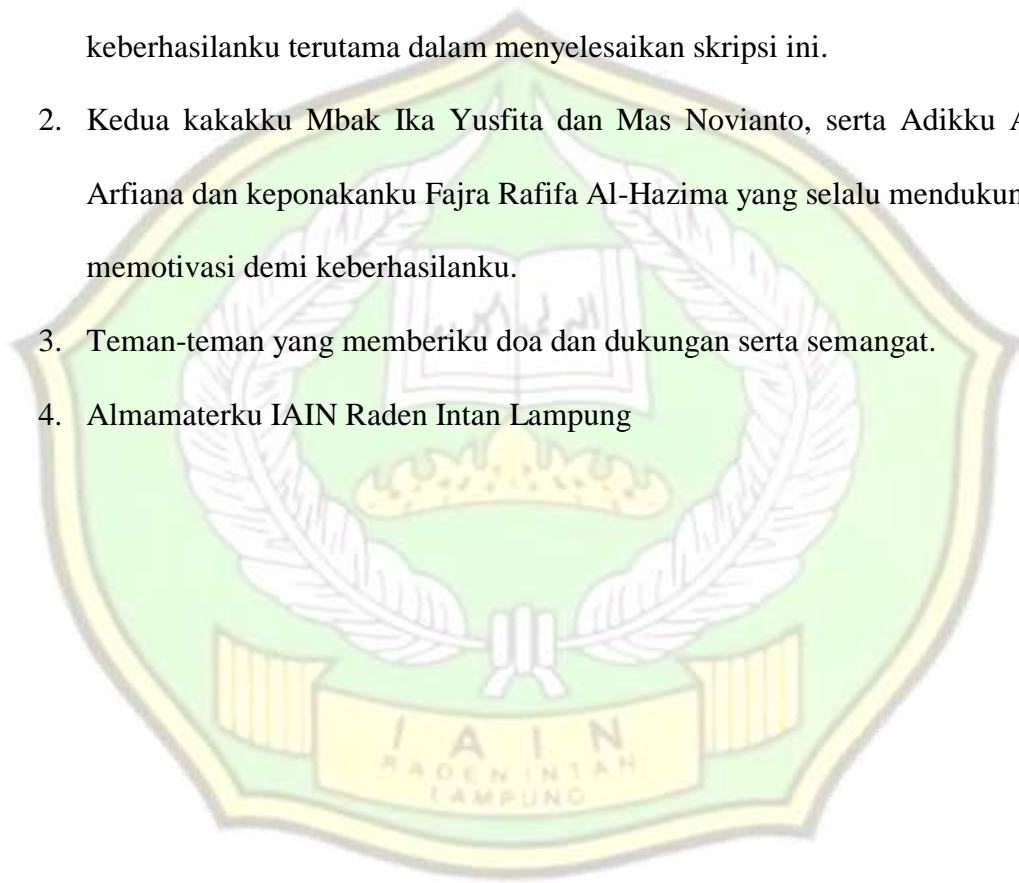 keberhasilanku terutama dalam menyelesaikan skripsi ini.
2. Kedua kakakku Mbak Ika Yusfita dan Mas Novianto, serta Adikku A
Arfiana dan keponakanku Fajra Rafifa Al-Hazima yang selalu mendukun
memotivasi demi keberhasilanku.
3. Teman-teman yang memberiku doa dan dukungan serta semangat.
4. Almamaterku IAIN Raden Intan Lampung
I A I N
RADEN INTAN
LAMPUNG